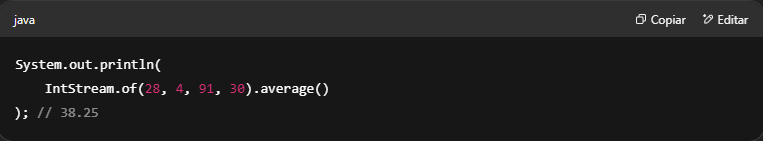 java Copiar Editar
System.out.println(
    IntStream.of(28, 4, 91, 30).average()
); // 38.25